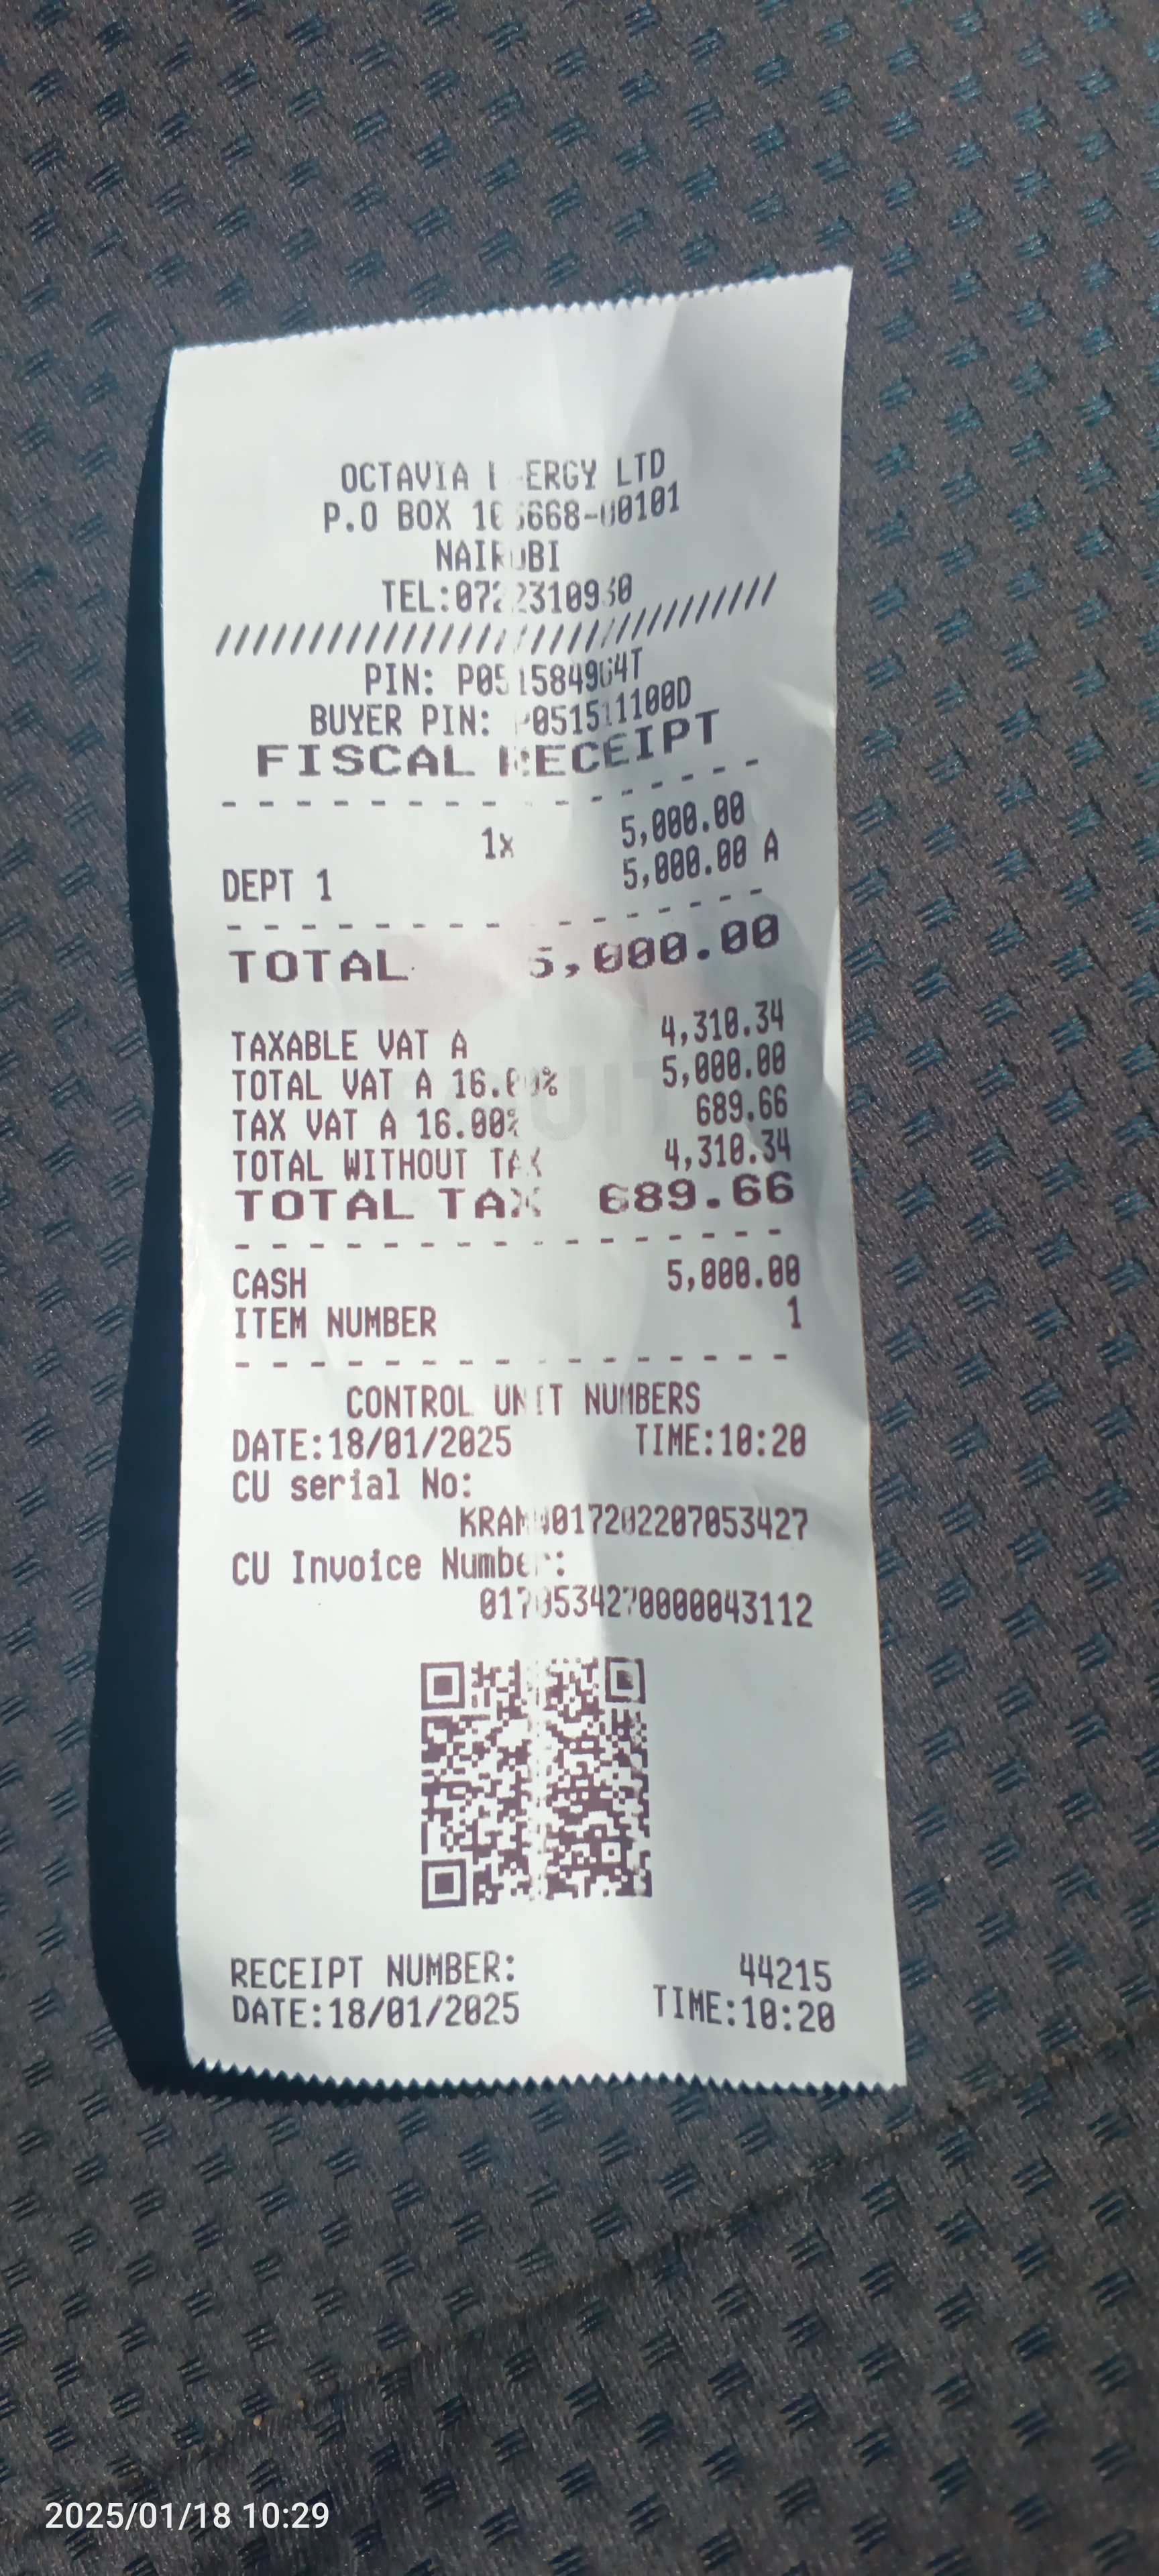 OCTAVIA ENERGY LTD
P.O BOX
NAIROBI
///////////////////////////////
PIN:
BUYER PIN:
FISCAL RECEIPT
- - - - - - - - - - - - - - -
1x 5,000.00
DEPT 1 5,000.00 A
- - - - - - - - - - - - - - -
TOTAL 5,000.00
TAXABLE VAT A 4,310.34
TOTAL VAT A 16.00% 5,000.00
TAX VAT A 16.00% 689.66
TOTAL WITHOUT TAX 4,310.34
TOTAL TAX 689.66
- - - - - - - - - - - - - - -
CASH 5,000.00
ITEM NUMBER 1
- - - - - - - - - - - - - - -
CONTROL UNIT NUMBERS
DATE:18/01/2025 TIME:10:20
CU serial No:
KRAMW017202207053427
CU Invoice Number:
0170534270000043112
RECEIPT NUMBER: 44215
DATE:18/01/2025 TIME:10:20
2025/01/18 10:29